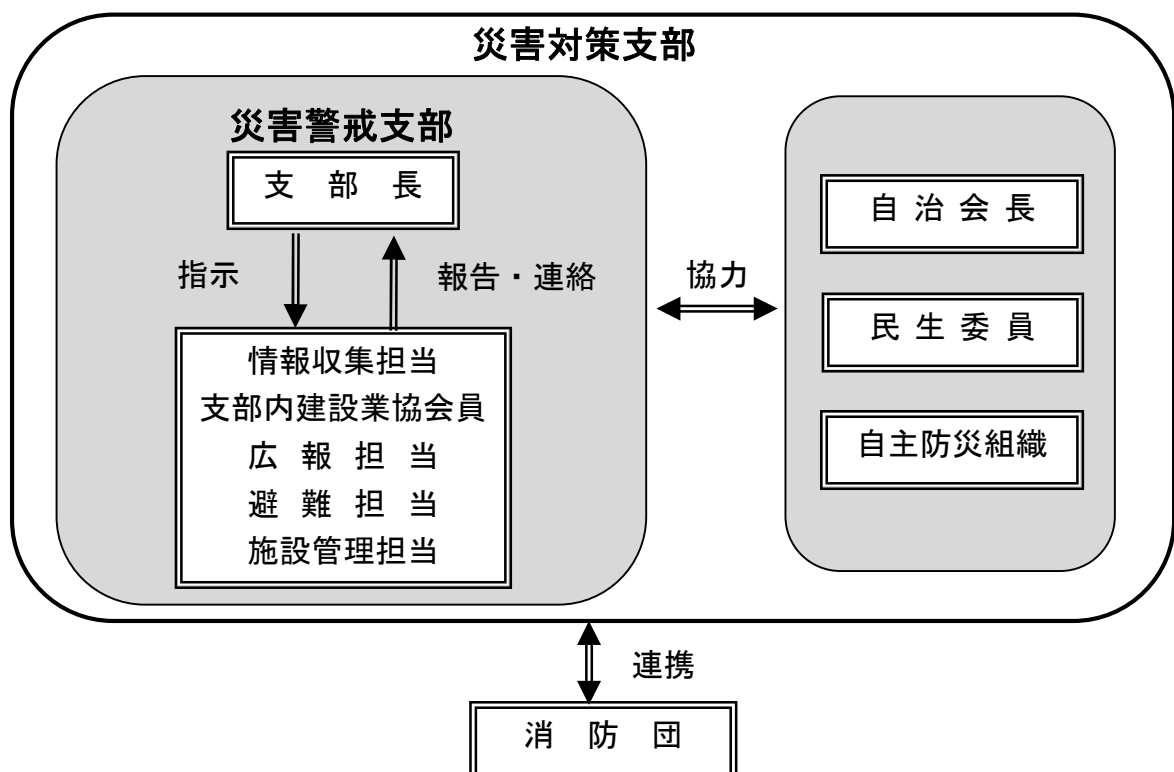 災害対策支部
災害警戒支部
支 部 長
指示
報告・連絡
情報収集担当
支部内建設業協会員
広 報 担 当
避 難 担 当
施設管理担当
協力
自 治 会 長
民 生 委 員
自主防災組織
連携
消 防 団